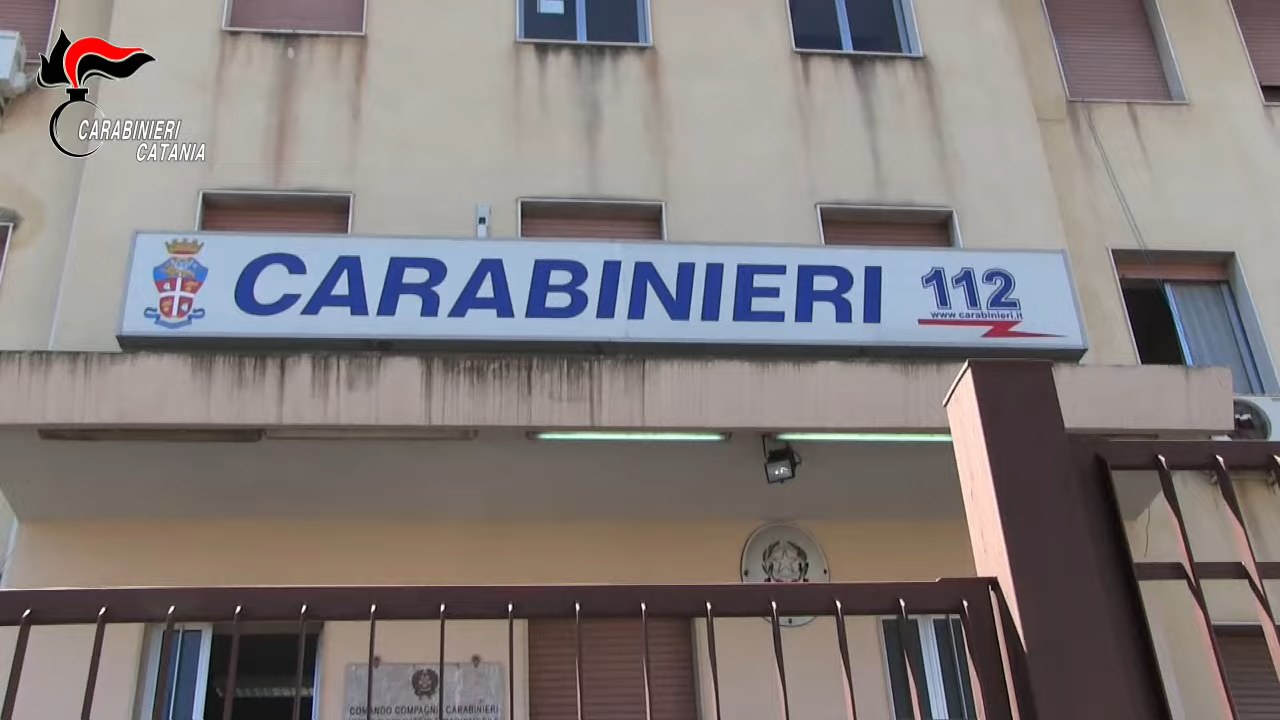 CARABINIERI
CATANIA
CARABINIERI
112
www.carabinieri.it
COMANDO COMPAGNIA CARABINIERI